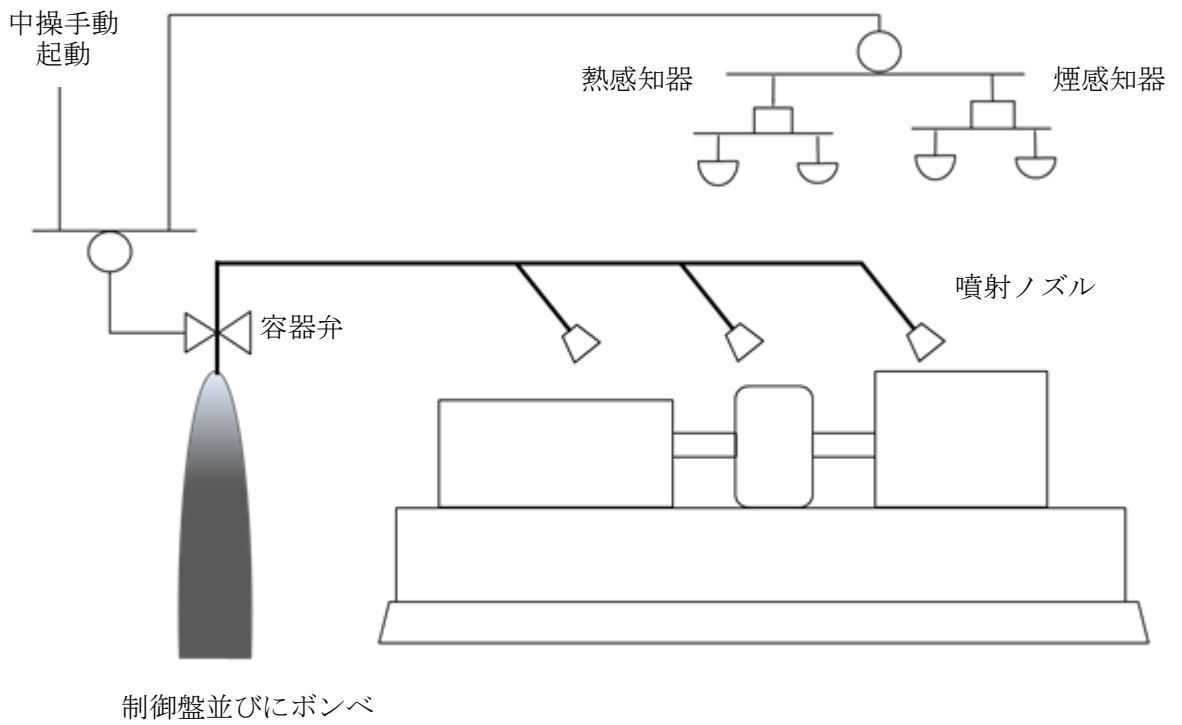 中操手動
起動
熱感知器
煙感知器
噴射ノズル
容器弁
制御盤並びにボンベ